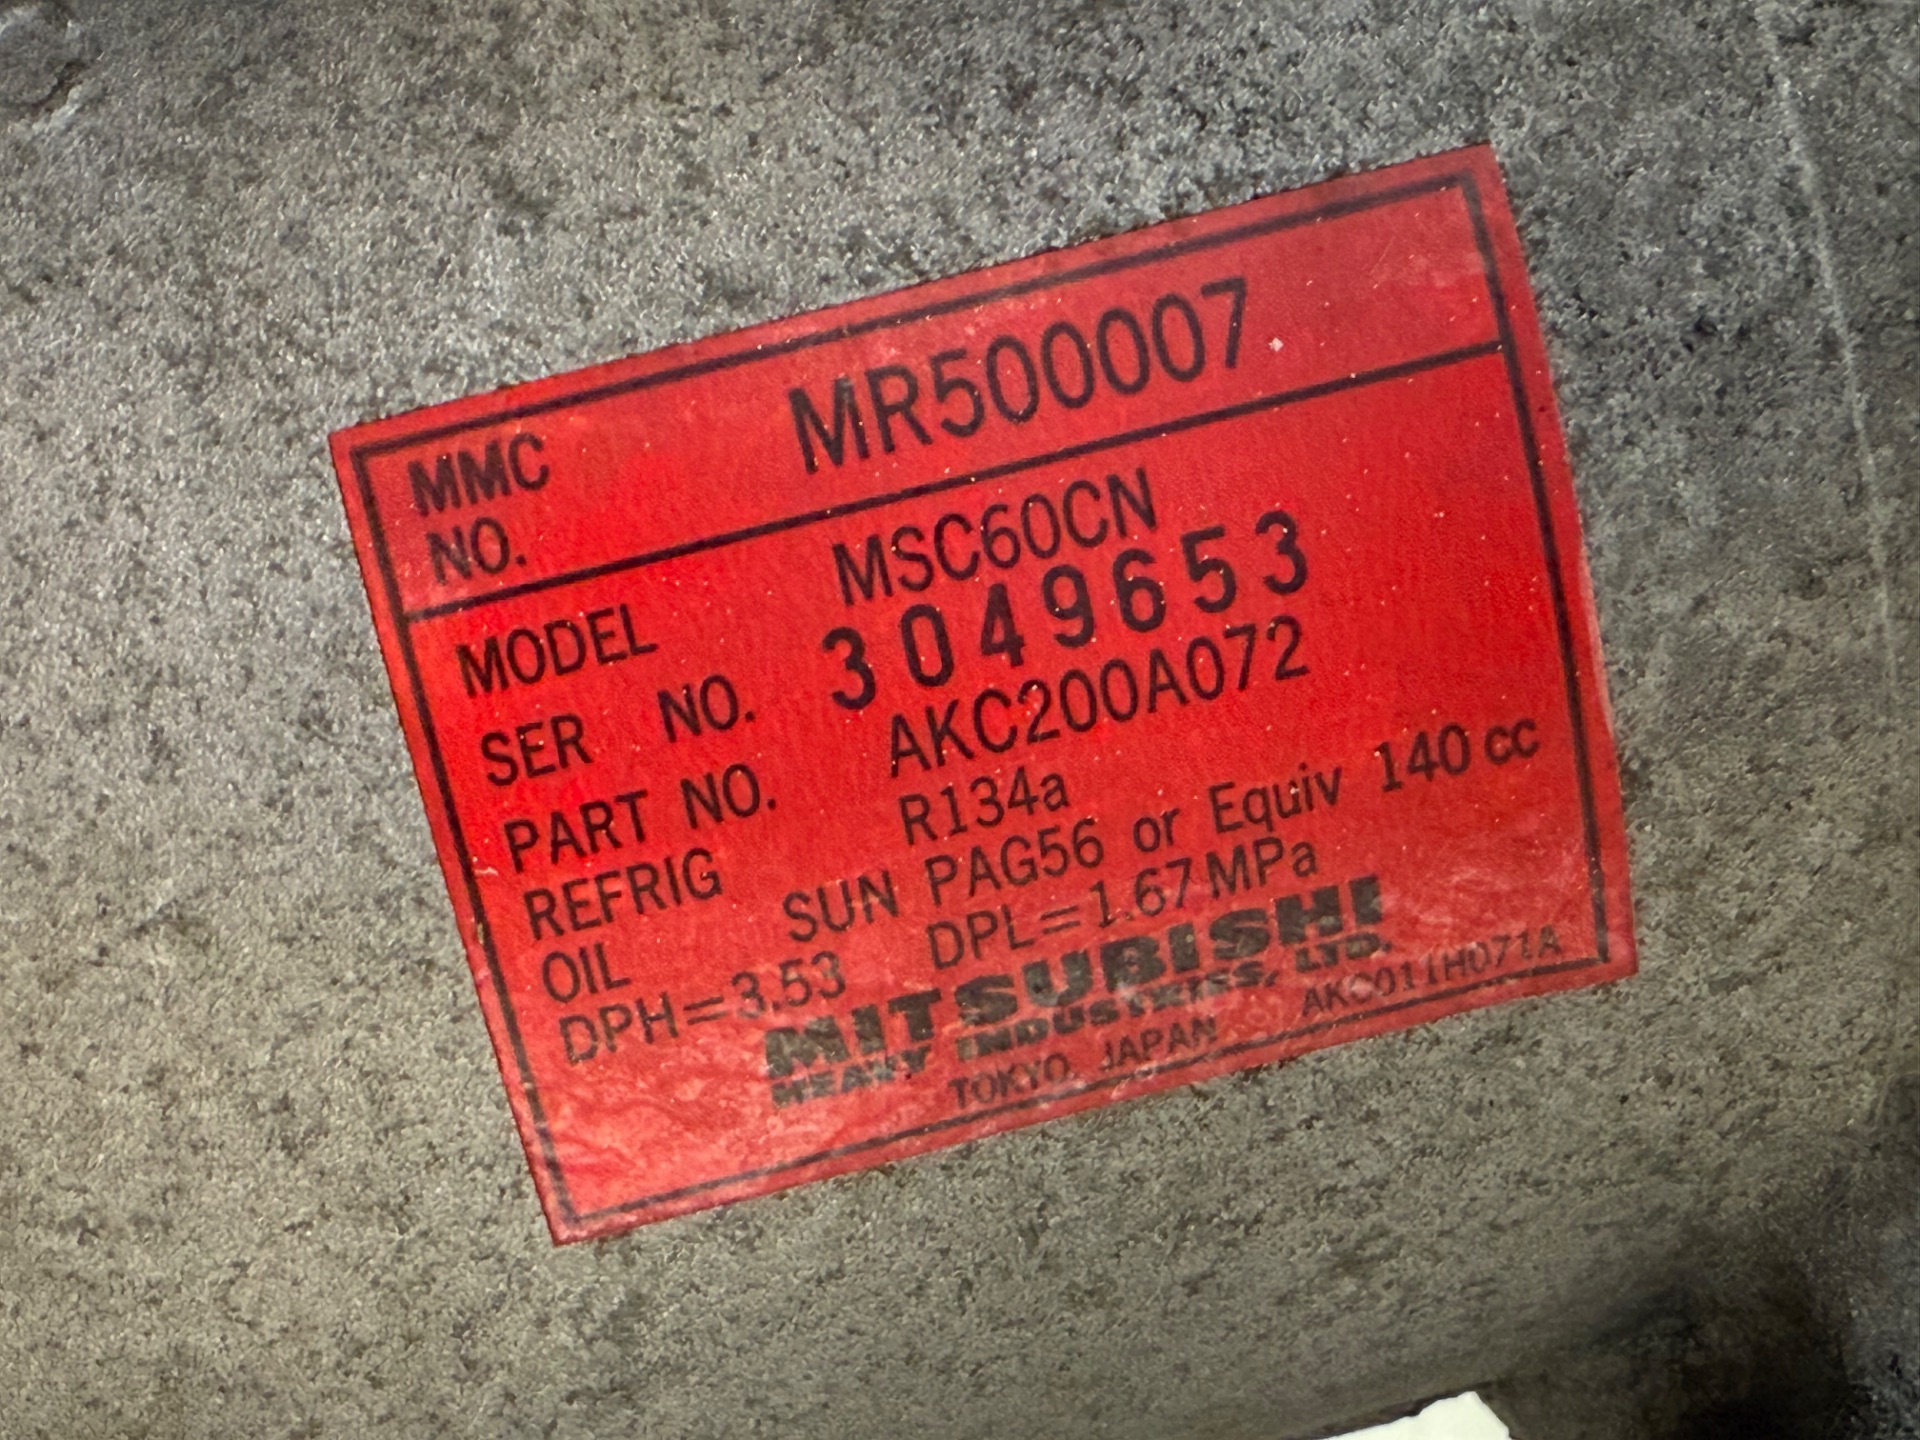 MMC NO. MR500007
MODEL MSC60CN
SER NO. 3049653
PART NO. AKC200A072
REFRIG R134a
OIL SUN PAG56 or Equiv 140 cc
DPH=3.53 DPL=1.67 MPa
MITSUBISHI
HEAVY INDUSTRIES, LTD.
TOKYO, JAPAN AKC011H071A